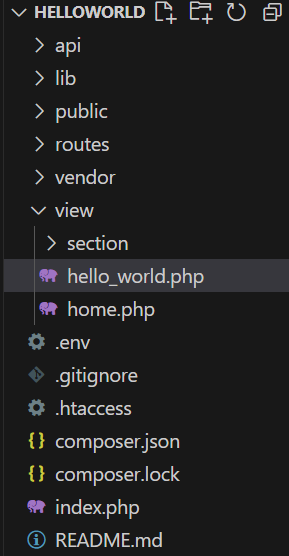 HELLOWORLD
api
lib
public
routes
vendor
view
section
hello_world.php
home.php
.env
.gitignore
.htaccess
composer.json
composer.lock
index.php
README.md